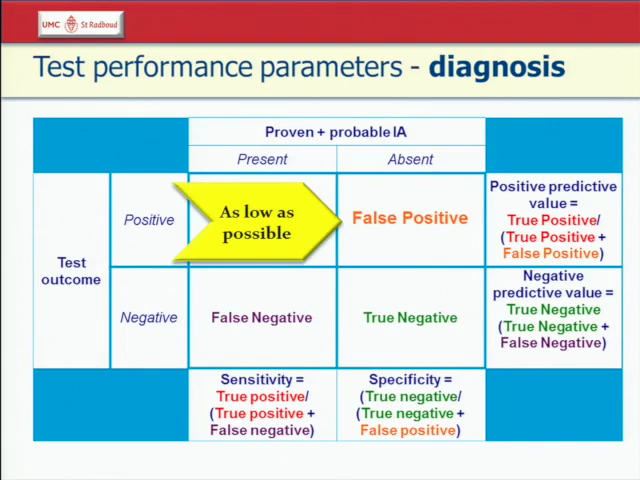 UMC St Radboud
Test performance parameters - diagnosis
Proven + probable IA
Present Absent
Test
outcome
Positive
As low as
possible
False Positive
Positive predictive
value =
True Positive/
(True Positive +
False Positive)
Negative
False Negative
True Negative
Negative
predictive value =
True Negative
(True Negative +
False Negative)
Sensitivity =
True positive/
(True positive +
False negative)
Specificity =
(True negative/
(True negative +
False positive)